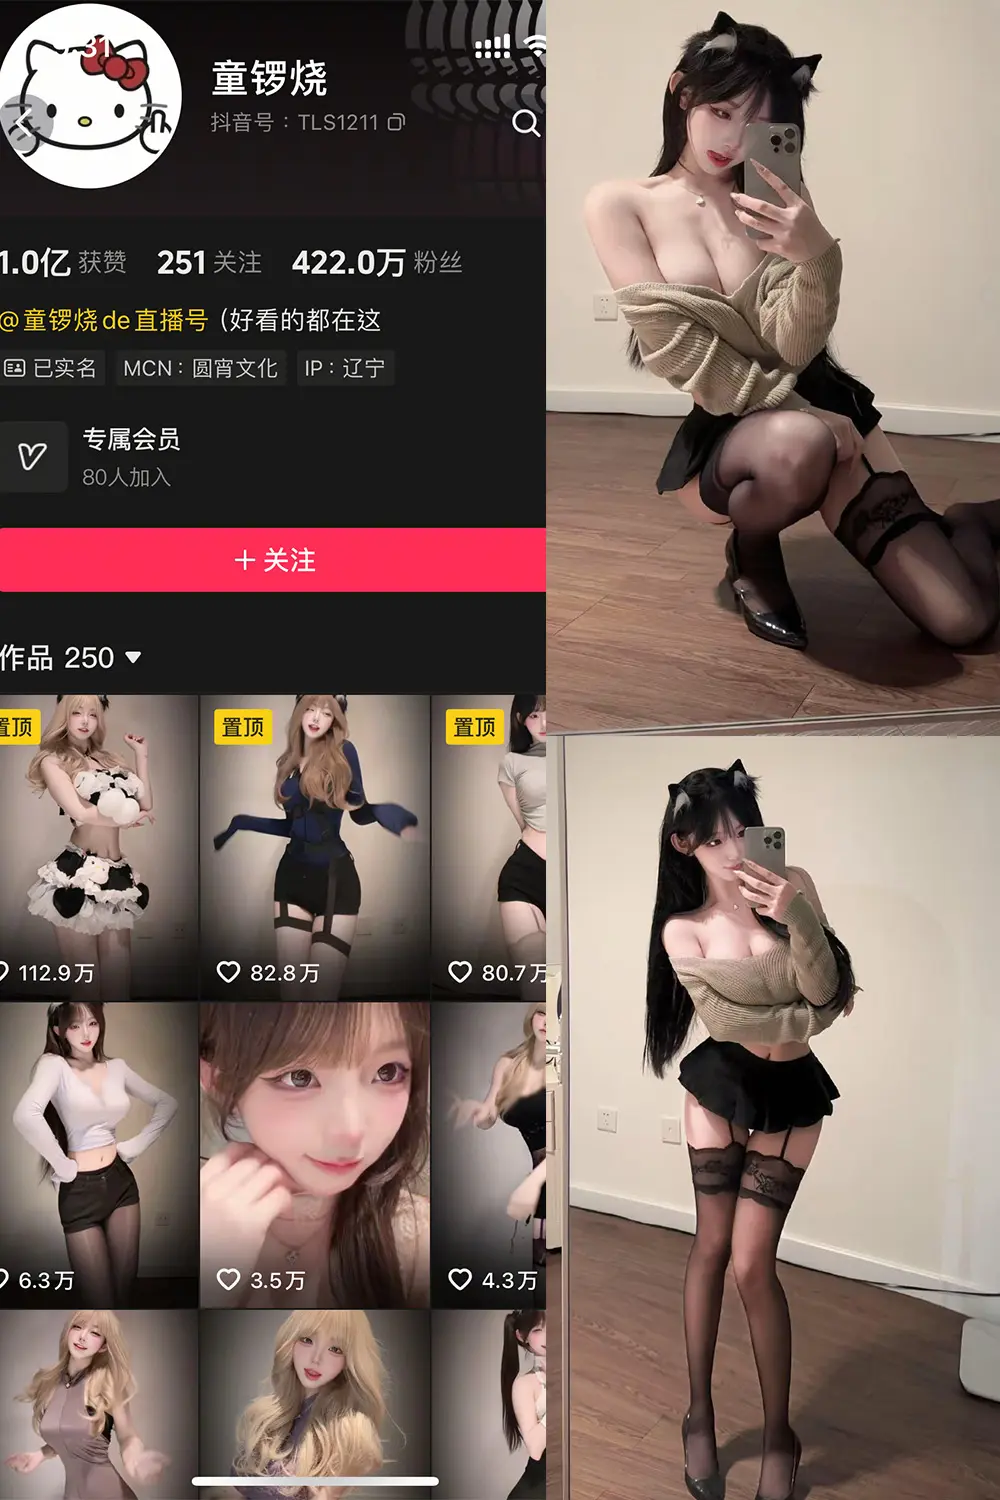 童锣烧
抖音号：TLS1211
1.0亿 获赞 251 关注 422.0万 粉丝
@童锣烧de直播号（好看的都在这
已实名 MCN：圆宵文化 IP：辽宁
专属会员
80人加入
+ 关注
作品 250
置顶 置顶 置顶
112.9万 82.8万 80.7万
6.3万 3.5万 4.3万